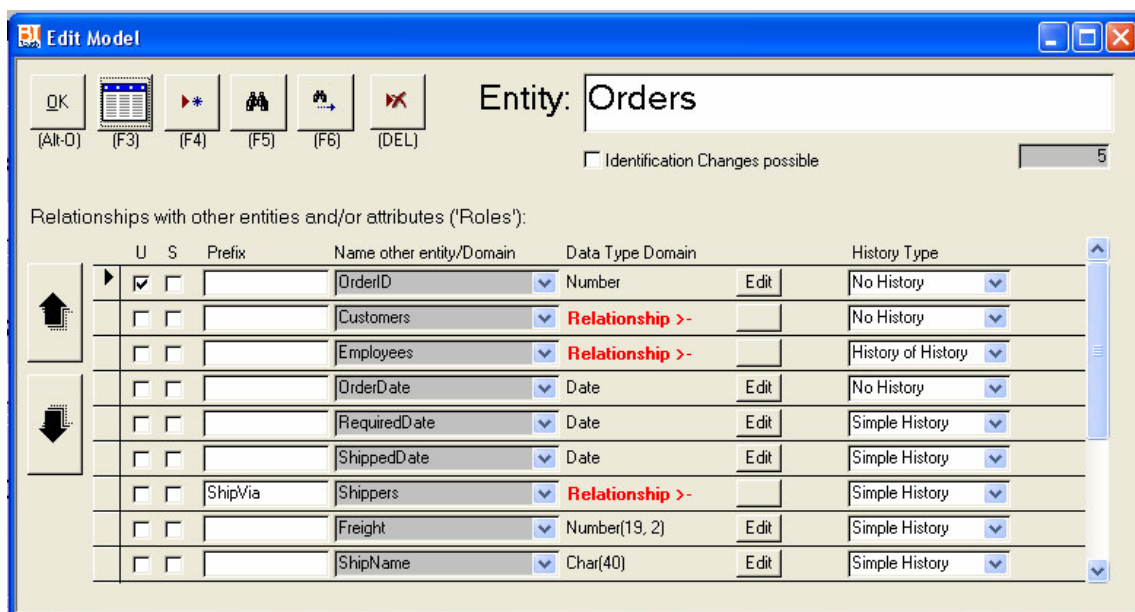 BI Edit Model
OK
(Alt-O) (F3) (F4) (F5) (F6) (DEL)
Entity: Orders
Identification Changes possible 5
Relationships with other entities and/or attributes ('Roles'):
U S Prefix Name other entity/Domain Data Type Domain History Type
OrderID Number Edit No History
Customers Relationship >- No History
Employees Relationship >- History of History
OrderDate Date Edit No History
RequiredDate Date Edit Simple History
ShippedDate Date Edit Simple History
ShipVia Shippers Relationship >- Simple History
Freight Number(19, 2) Edit Simple History
ShipName Char(40) Edit Simple History